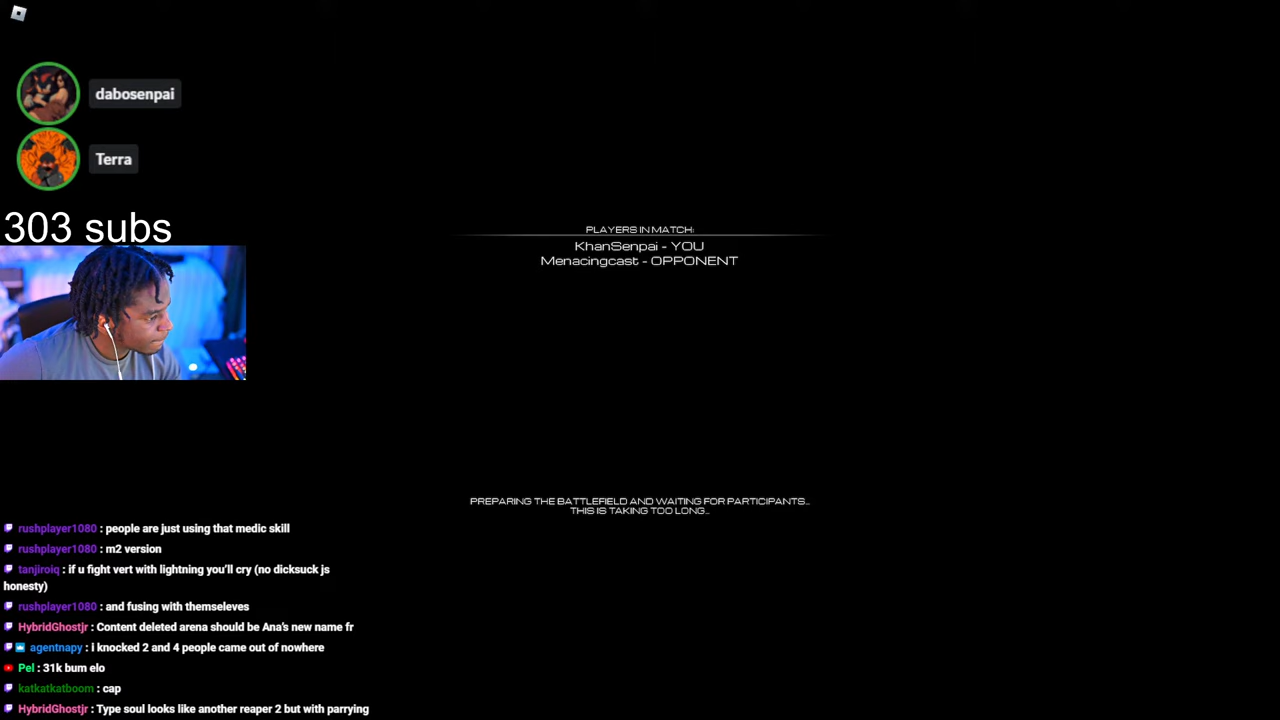 dabosenpai
Terra
303 subs
PLAYERS IN MATCH:
KhanSenpai - YOU
Menacingcast - OPPONENT
PREPARING THE BATTLEFIELD AND WAITING FOR PARTICIPANTS...
THIS IS TAKING TOO LONG...
rushplayer1080 : people are just using that medic skill
rushplayer1080 : m2 version
tanjiroiq : if u fight vert with lightning you'll cry (no dicksuck js
honesty)
rushplayer1080 : and fusing with themseleves
HybridGhostjr : Content deleted arena should be Ana's new name fr
agentnapy : i knocked 2 and 4 people came out of nowhere
Pel : 31k bum elo
katkatkatboom : cap
HybridGhostjr : Type soul looks like another reaper 2 but with parrying